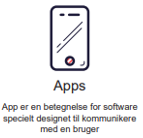 Apps
App er en betegnelse for software
specielt designet til kommunikere
med en bruger